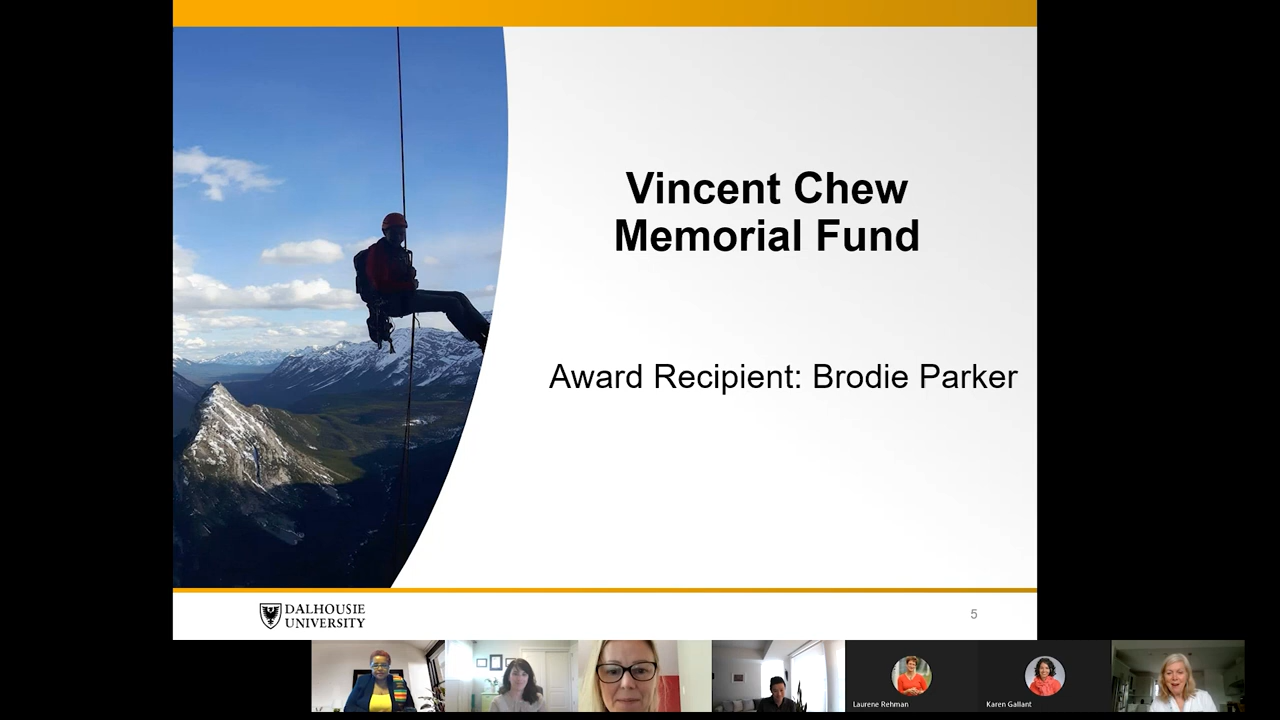 Vincent Chew
Memorial Fund
Award Recipient: Brodie Parker
DALHOUSIE
UNIVERSITY
5
Laurene Rehman
Karen Gallant